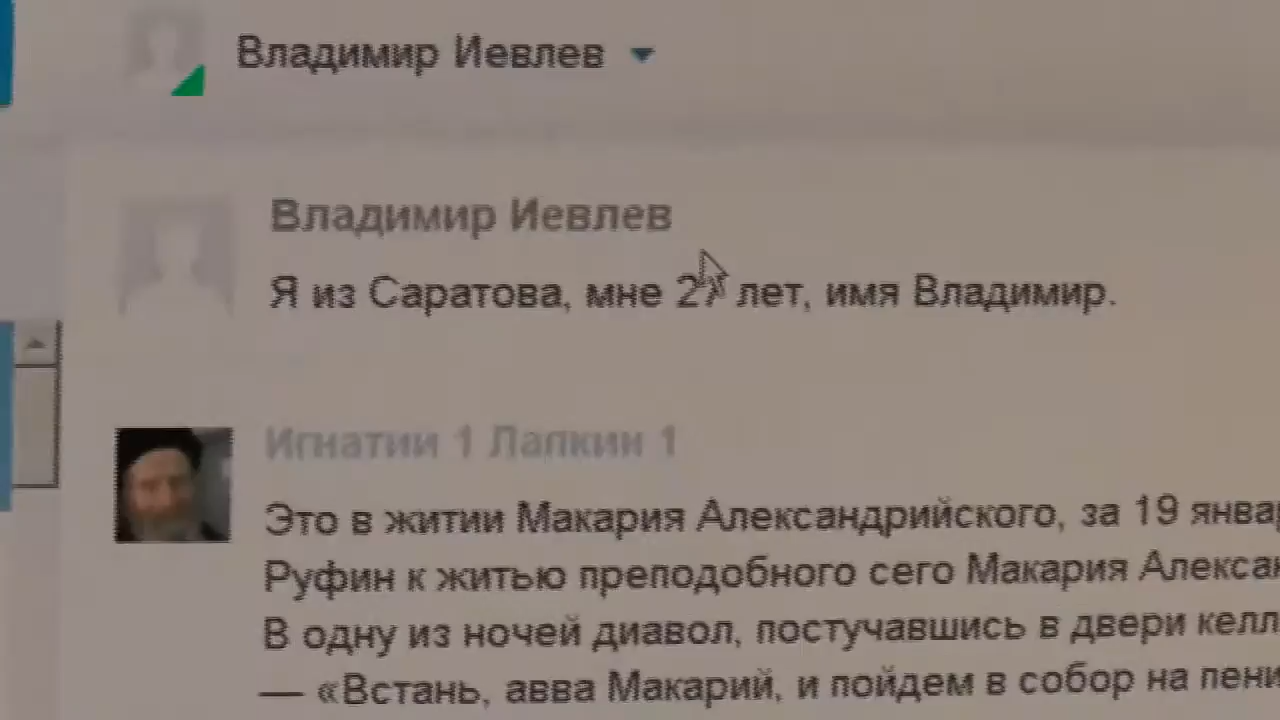 Владимир Иевлев
Владимир Иевлев
Я из Саратова, мне лет, имя Владимир.
Игнатий 1 Лапкин 1
Это в житии Макария Александрийского, за 19
Руфин к житью преподобного сего Макария
В одну из ночей диавол, постучавшись в двери
— «Встань, авва Макарий, и пойдем в собор на